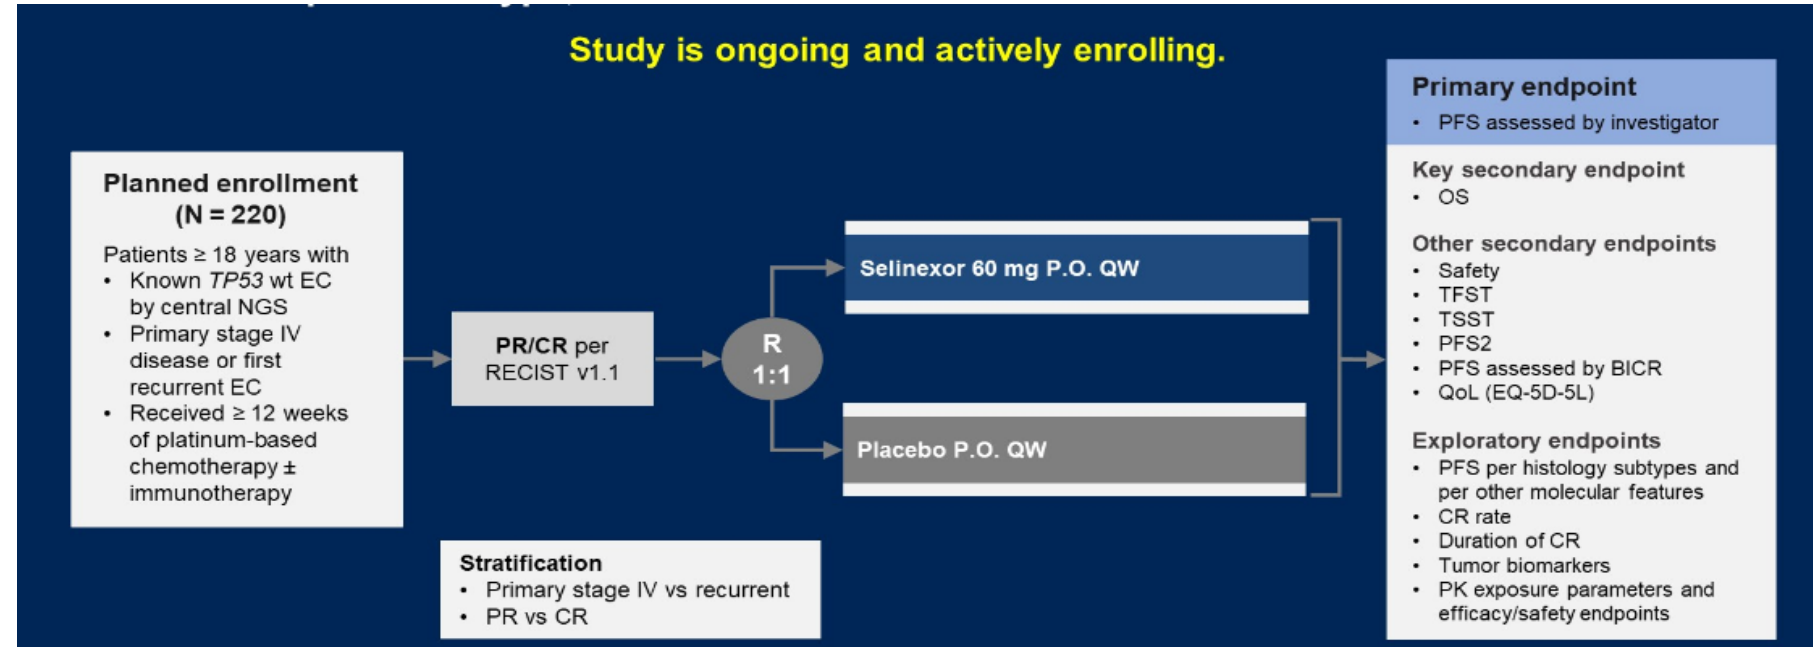 Study is ongoing and actively enrolling.
Planned enrollment
(N = 220)
Patients ≥ 18 years with
• Known TP53 wt EC
by central NGS
• Primary stage IV
disease or first
recurrent EC
• Received ≥ 12 weeks
of platinum-based
chemotherapy ±
immunotherapy
PR/CR per
RECIST v1.1
R
1:1
Selinexor 60 mg P.O. QW
Placebo P.O. QW
Stratification
• Primary stage IV vs recurrent
• PR vs CR
Primary endpoint
• PFS assessed by investigator
Key secondary endpoint
• OS
Other secondary endpoints
• Safety
• TFST
• TSST
• PFS2
• PFS assessed by BICR
• QoL (EQ-5D-5L)
Exploratory endpoints
• PFS per histology subtypes and
per other molecular features
• CR rate
• Duration of CR
• Tumor biomarkers
• PK exposure parameters and
efficacy/safety endpoints